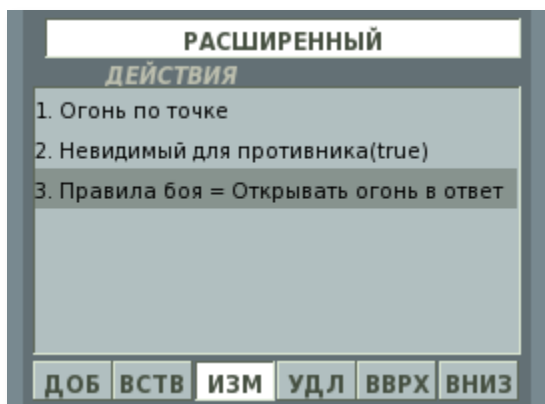 РАСШИРЕННЫЙ
ДЕЙСТВИЯ
1. Огонь по точке
2. Невидимый для противника(true)
3. Правила боя = Открывать огонь в ответ
ДОБ ВСТВ ИЗМ УДЛ ВВРХ ВНИЗ